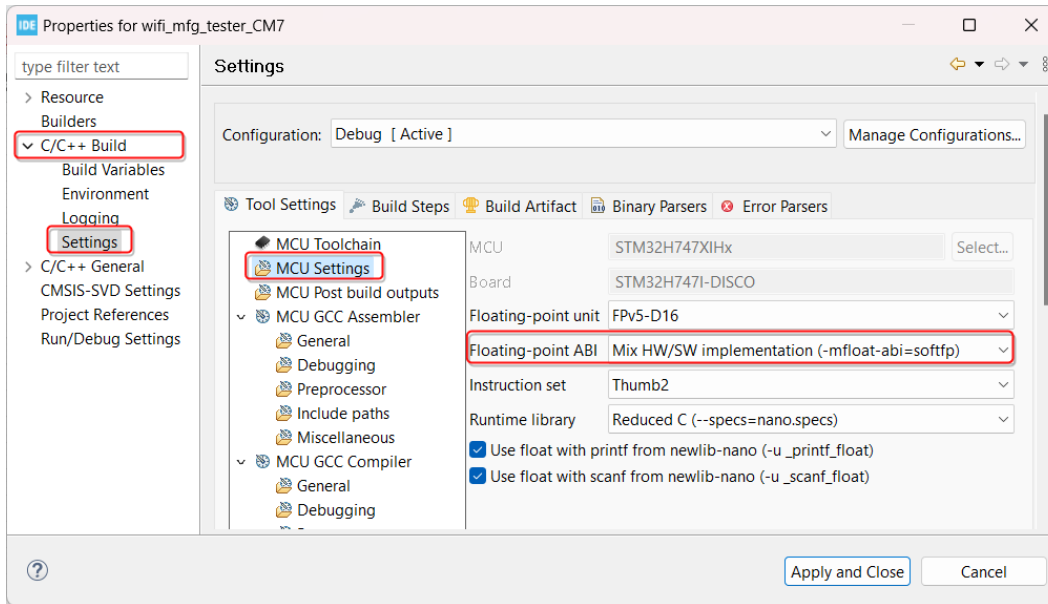 IDE Properties for wifi_mfg_tester_CM7
type filter text
Resource
Builders
C/C++ Build
Build Variables
Environment
Logging
Settings
C/C++ General
CMSIS-SVD Settings
Project References
Run/Debug Settings
Settings
Configuration: Debug [ Active ] Manage Configurations...
Tool Settings Build Steps Build Artifact Binary Parsers Error Parsers
MCU Toolchain
MCU Settings
MCU Post build outputs
MCU GCC Assembler
General
Debugging
Preprocessor
Include paths
Miscellaneous
MCU GCC Compiler
General
Debugging
MCU STM32H747XIHx Select...
Board STM32H747I-DISCO
Floating-point unit FPv5-D16
Floating-point ABI Mix HW/SW implementation (-mfloat-abi=softfp)
Instruction set Thumb2
Runtime library Reduced C (--specs=nano.specs)
Use float with printf from newlib-nano (-u _printf_float)
Use float with scanf from newlib-nano (-u _scanf_float)
? Apply and Close Cancel